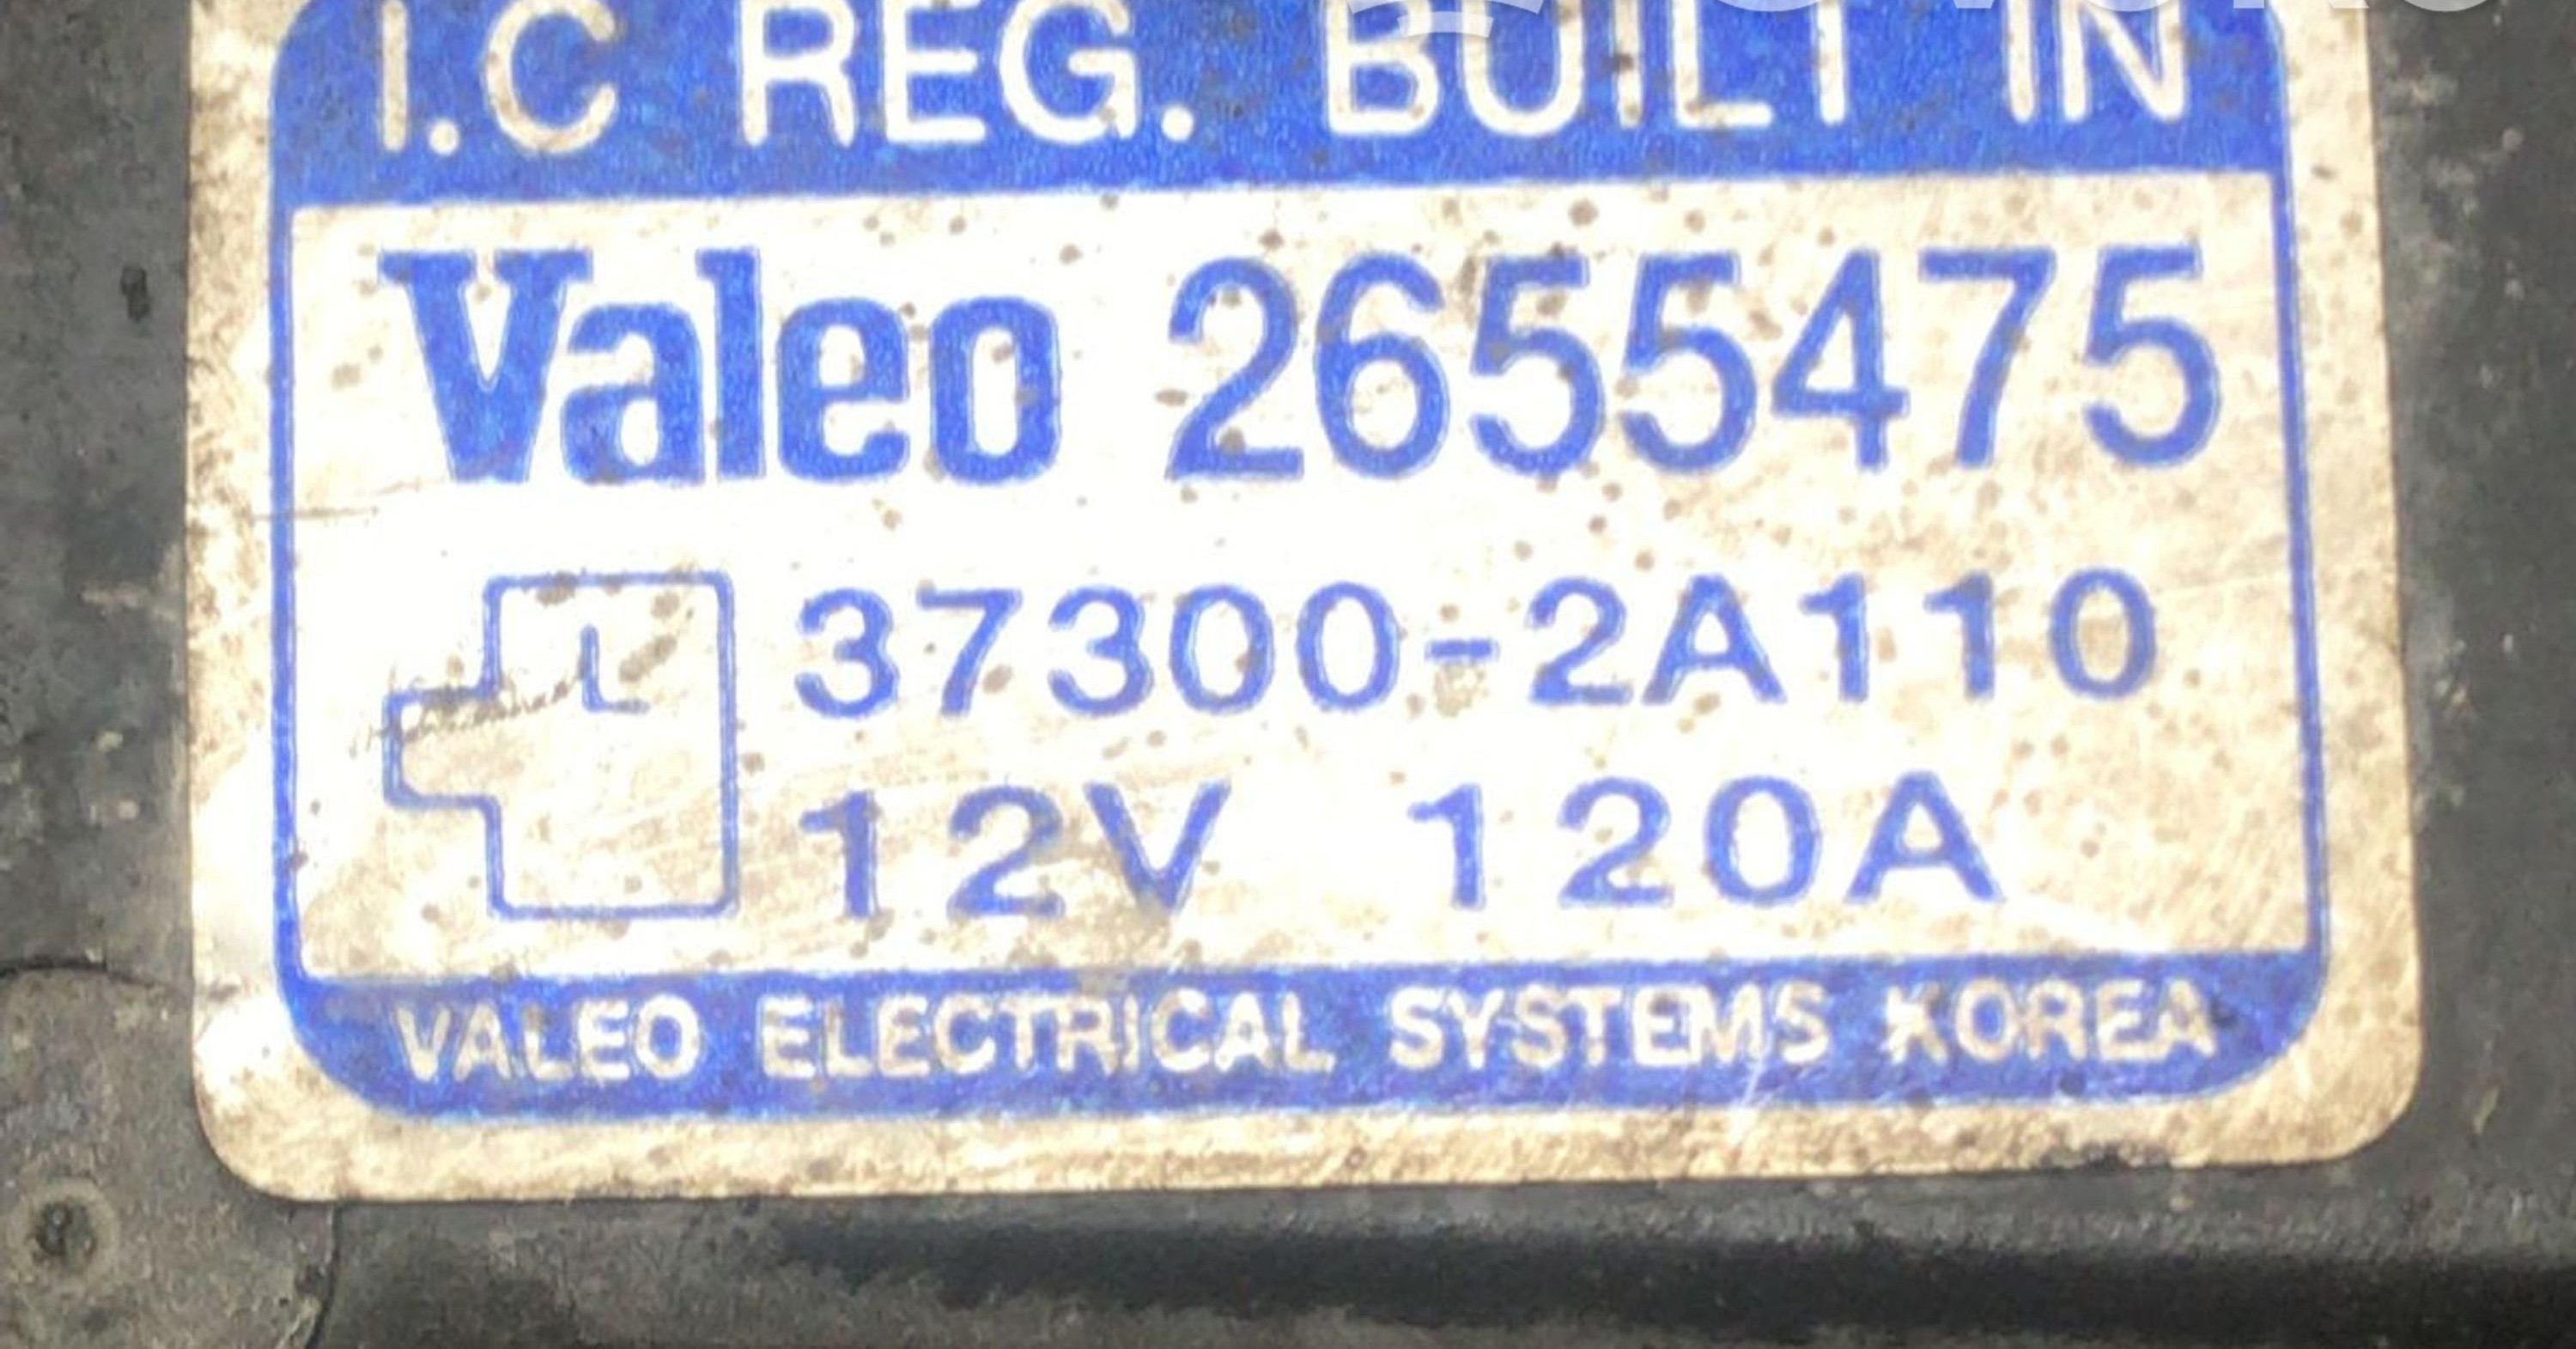 I.C REG. BUILT IN
Valeo 2655475
L 37300-2A110
12V 120A
VALEO ELECTRICAL SYSTEMS KOREA